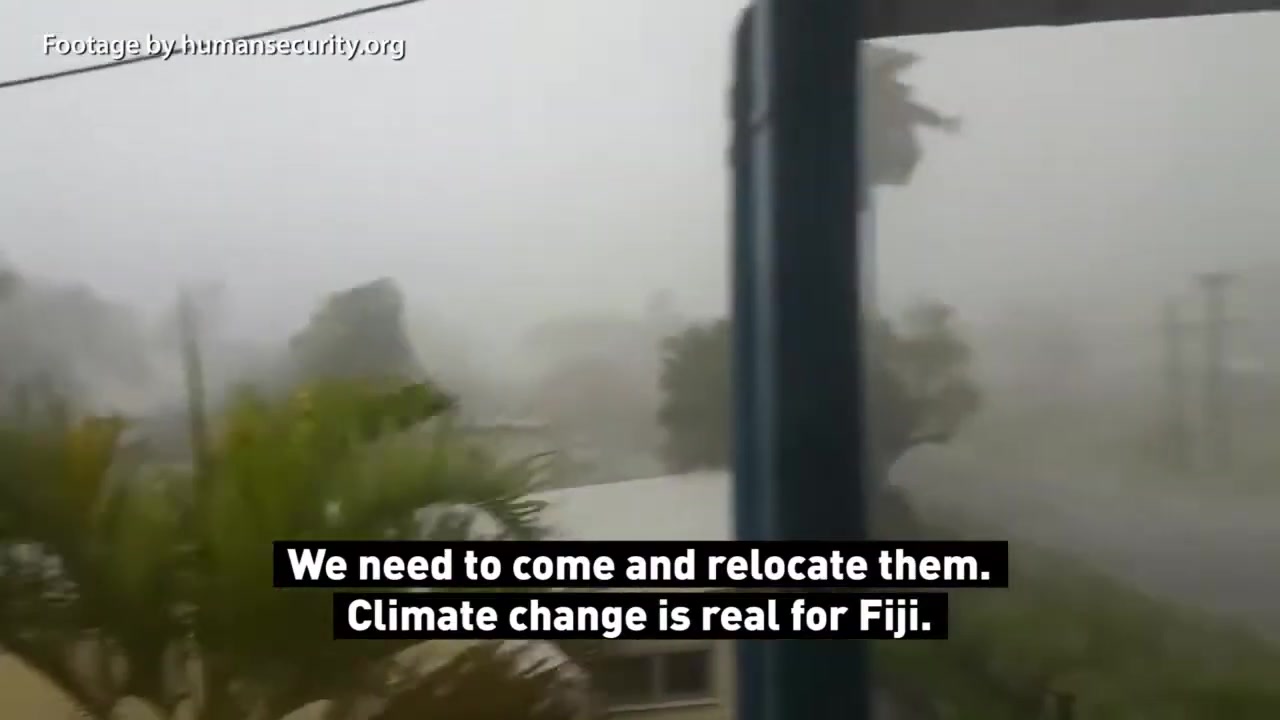 Footage by humansecurity.org
We need to come and relocate them.
Climate change is real for Fiji.